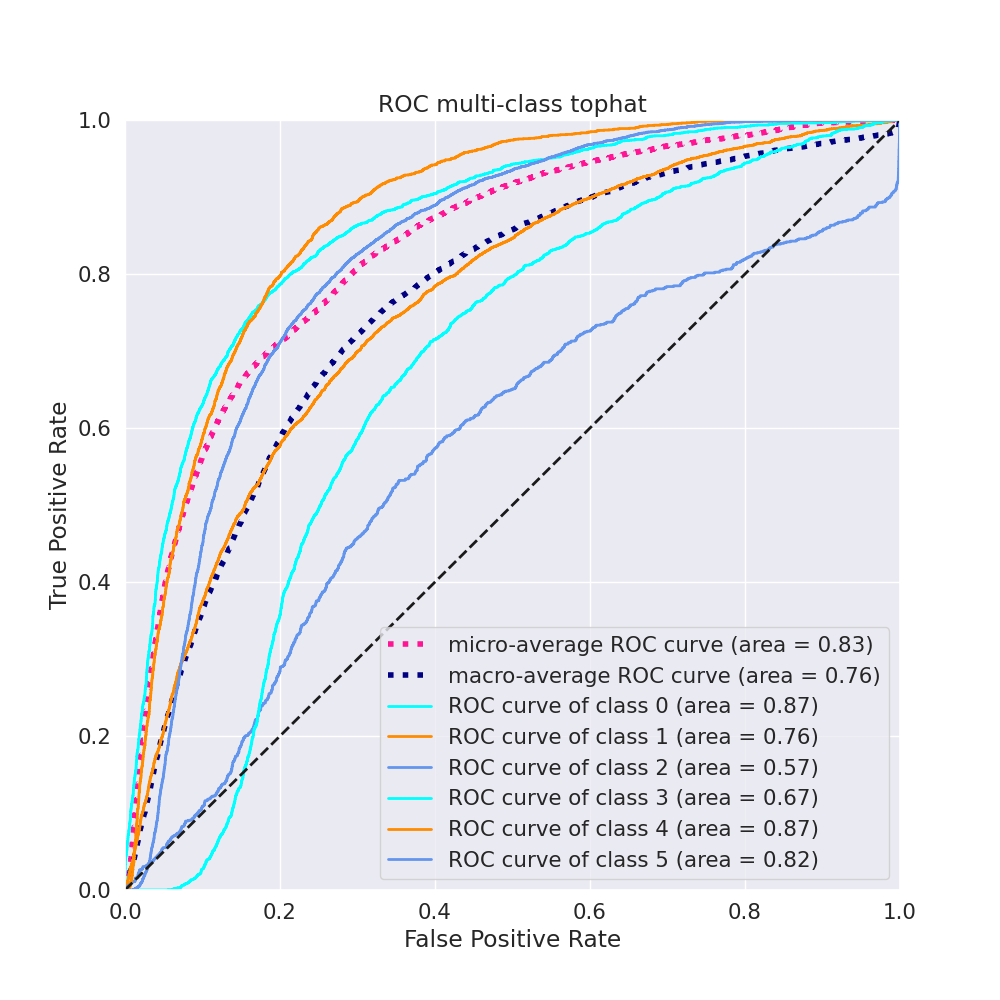 ROC multi-class tophat
1.0
0.8
0.6
0.4
0.2
0.0
True Positive Rate
micro-average ROC curve (area = 0.83)
macro-average ROC curve (area = 0.76)
ROC curve of class 0 (area = 0.87)
ROC curve of class 1 (area = 0.76)
ROC curve of class 2 (area = 0.57)
ROC curve of class 3 (area = 0.67)
ROC curve of class 4 (area = 0.87)
ROC curve of class 5 (area = 0.82)
0.0 0.2 0.4 0.6 0.8 1.0
False Positive Rate